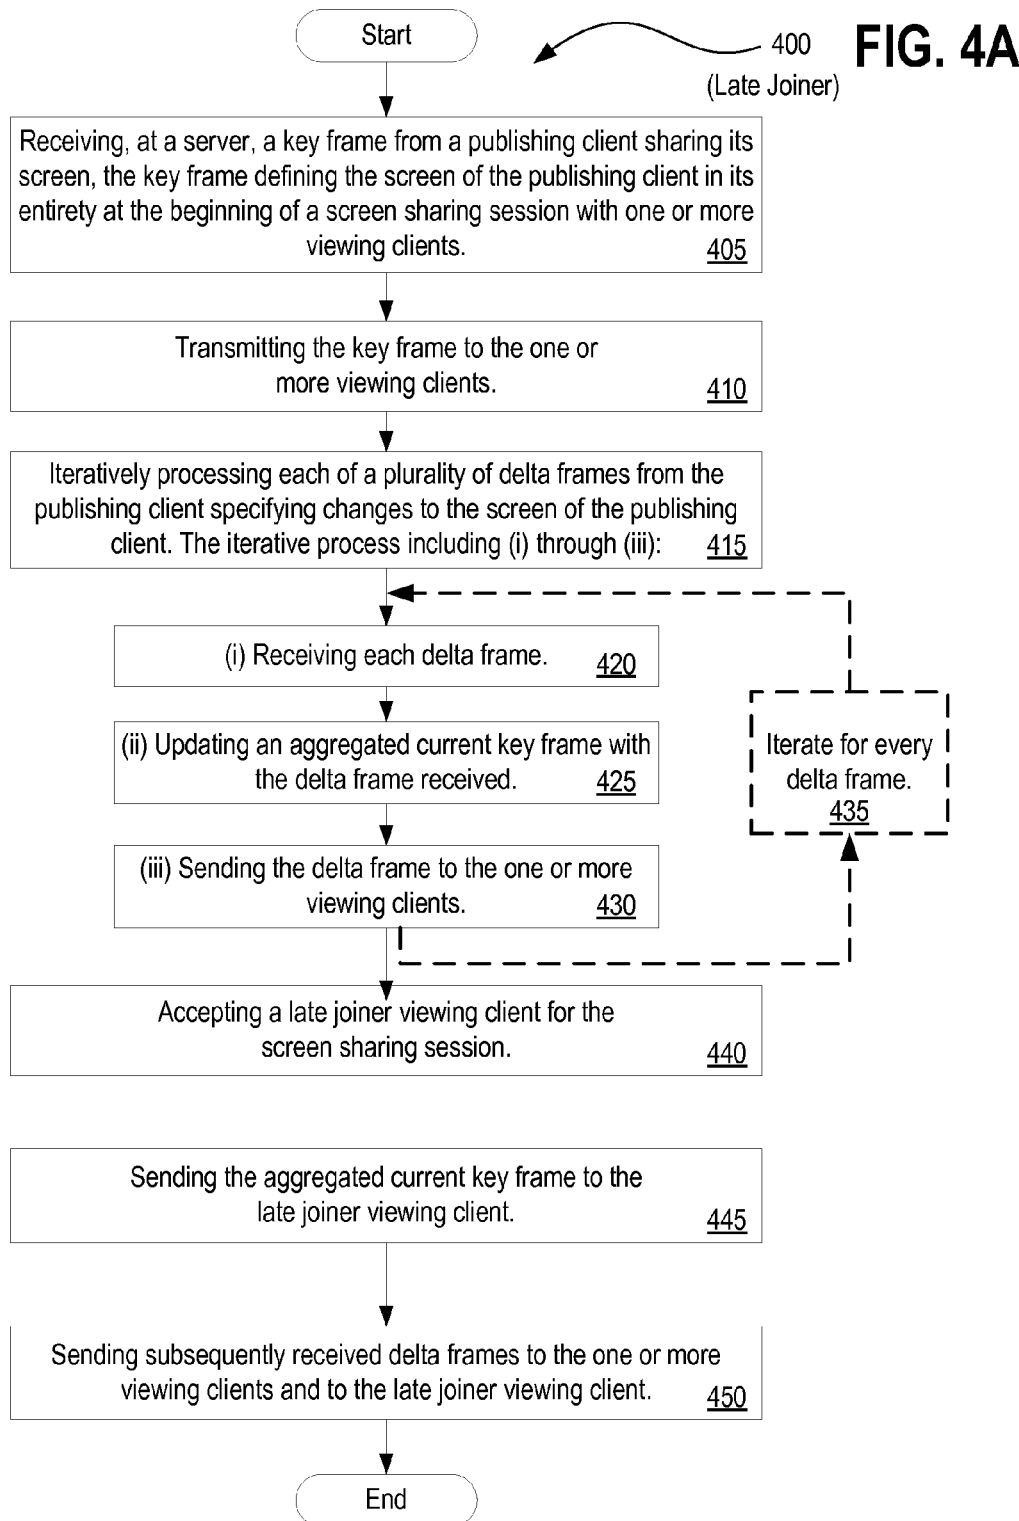 Start
400
(Late Joiner)
FIG. 4A
Receiving, at a server, a key frame from a publishing client sharing its
screen, the key frame defining the screen of the publishing client in its
entirety at the beginning of a screen sharing session with one or more
viewing clients.
405
Transmitting the key frame to the one or
more viewing clients.
410
Iteratively processing each of a plurality of delta frames from the
publishing client specifying changes to the screen of the publishing
client. The iterative process including (i) through (iii):
415
(i) Receiving each delta frame.
420
(ii) Updating an aggregated current key frame with
the delta frame received.
425
Iterate for every
delta frame.
435
(iii) Sending the delta frame to the one or more
viewing clients.
430
Accepting a late joiner viewing client for the
screen sharing session.
440
Sending the aggregated current key frame to the
late joiner viewing client.
445
Sending subsequently received delta frames to the one or more
viewing clients and to the late joiner viewing client.
450
End